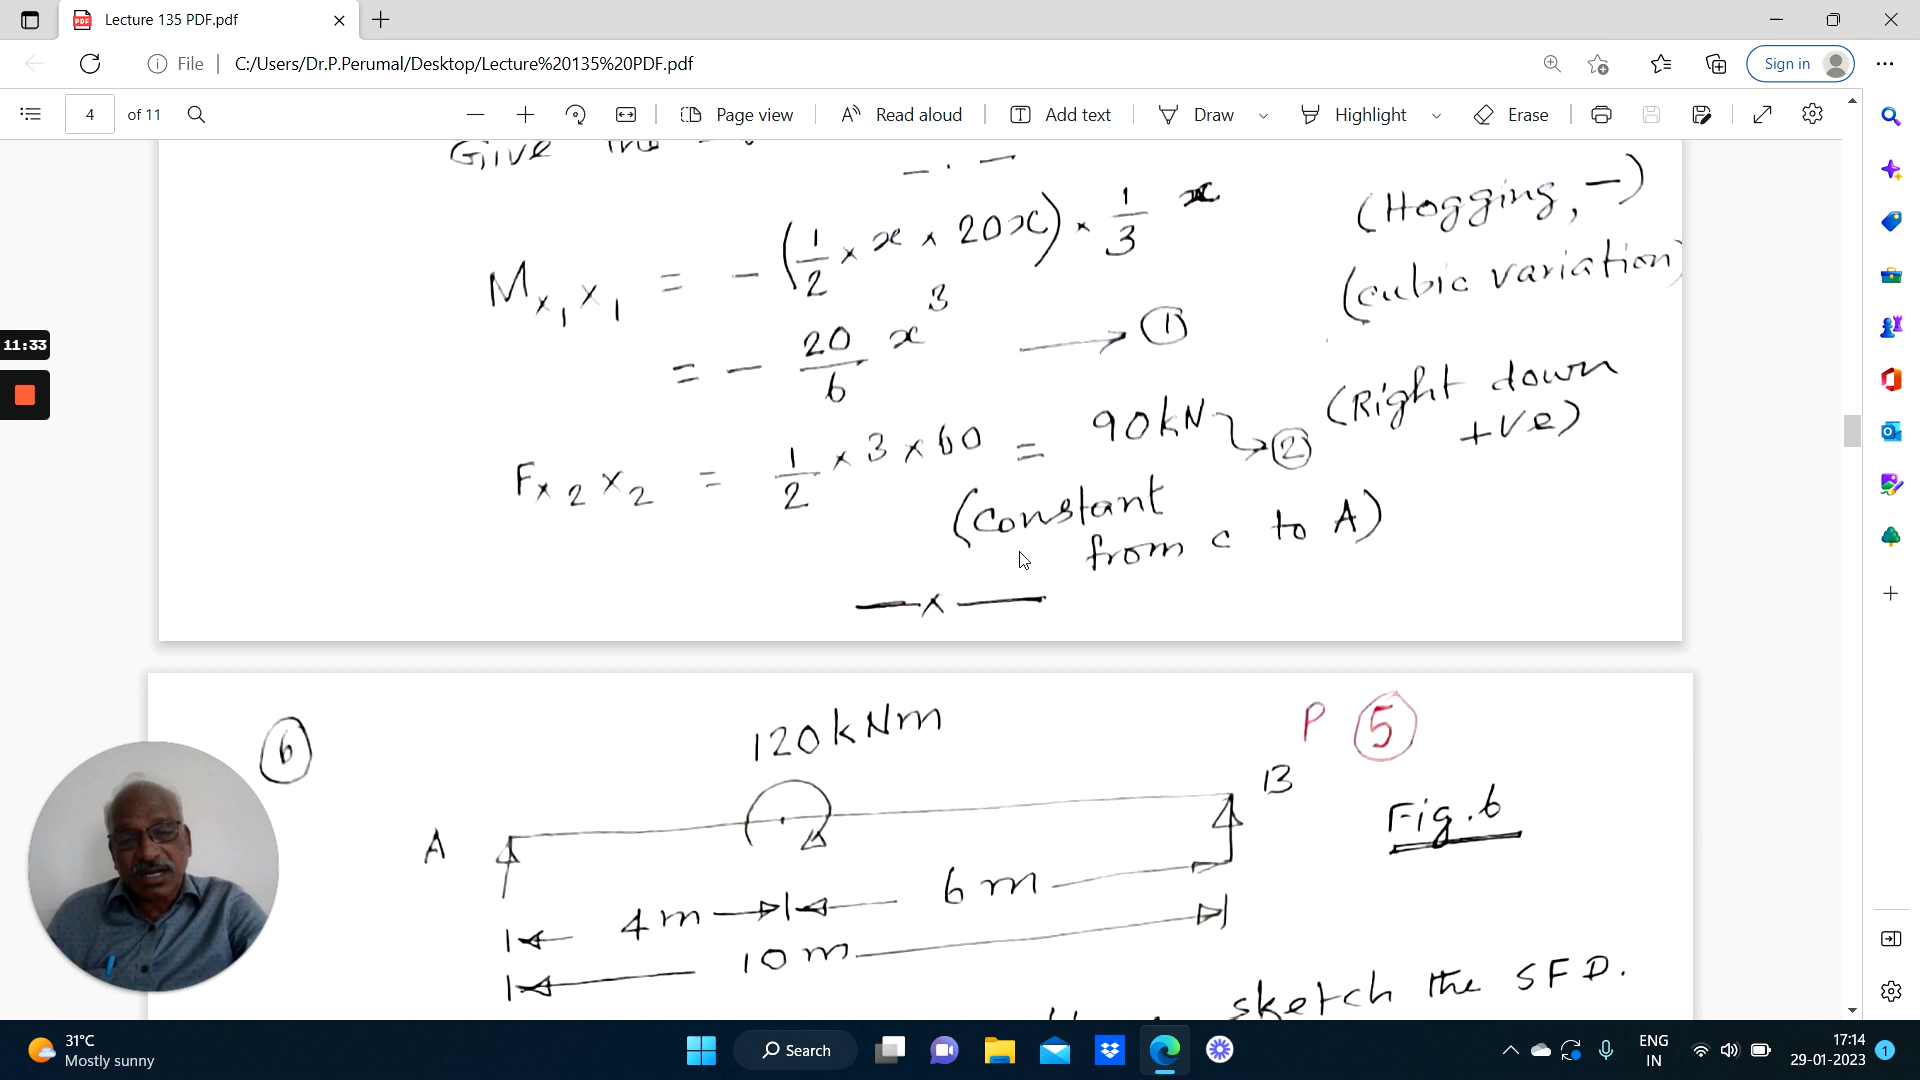 Lecture 135 PDF.pdf
File
C:/Users/Dr.P.Perumal/Desktop/Lecture%20135%20PDF.pdf
Sign in
4 of 11
Page view
Read aloud
Add text
Draw
Highlight
Erase
Give the
Mx1x1 = - (1/2 × x × 20x) × 1/3 x (Hogging, -)
(cubic variation)
= - 20/6 x³ → ①
Fx2x2 = 1/2 × 3 × 60 = 90kN → ② (Right down +ve)
(Constant
from c to A)
—x—
11:33
⑥
120kNm
P ⑤
A
B
Fig.6
4m
6m
10m
sketch the SFD.
31°C
Mostly sunny
Search
ENG
IN
17:14
29-01-2023
1